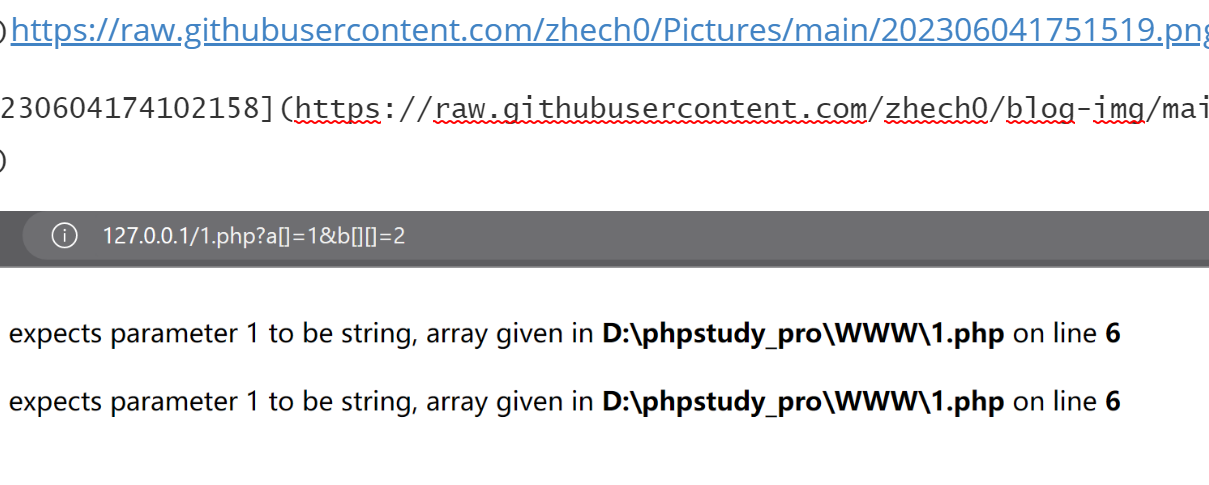 )https://raw.githubusercontent.com/zhech0/Pictures/main/202306041751519.png
230604174102158](https://raw.githubusercontent.com/zhech0/blog-img/mai
)
127.0.0.1/1.php?a[]=1&b[][]=2
expects parameter 1 to be string, array given in D:\phpstudy_pro\WWW\1.php on line 6
expects parameter 1 to be string, array given in D:\phpstudy_pro\WWW\1.php on line 6